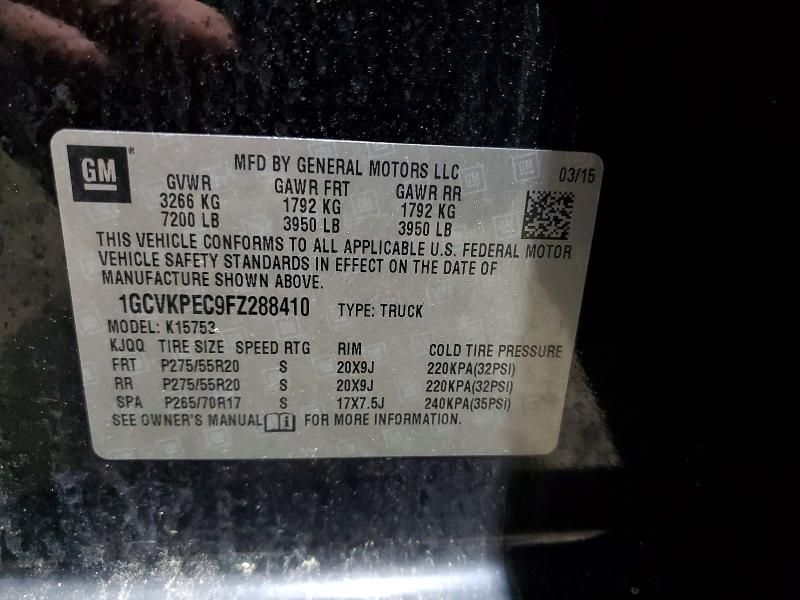 GM®
MFD BY GENERAL MOTORS LLC 03/15
GVWR GAWR FRT GAWR RR
3266 KG 1792 KG 1792 KG
7200 LB 3950 LB 3950 LB
THIS VEHICLE CONFORMS TO ALL APPLICABLE U.S. FEDERAL MOTOR
VEHICLE SAFETY STANDARDS IN EFFECT ON THE DATE OF
MANUFACTURE SHOWN ABOVE.
1GCVKPEC9FZ288410 TYPE: TRUCK
MODEL: K15753
KJQQ TIRE SIZE SPEED RTG RIM COLD TIRE PRESSURE
FRT P275/55R20 S 20X9J 220KPA(32PSI)
RR P275/55R20 S 20X9J 220KPA(32PSI)
SPA P265/70R17 S 17X7.5J 240KPA(35PSI)
SEE OWNER'S MANUAL FOR MORE INFORMATION.